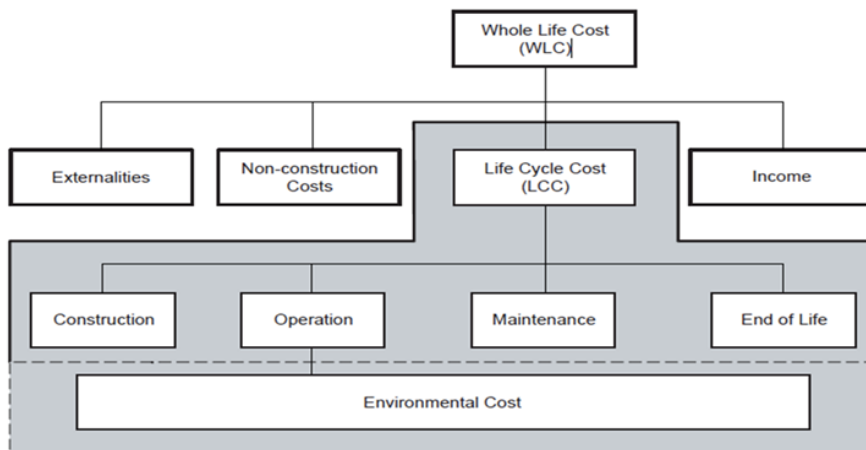 Whole Life Cost
(WLC)
Externalities
Non-construction
Costs
Life Cycle Cost
(LCC)
Income
Construction
Operation
Maintenance
End of Life
Environmental Cost